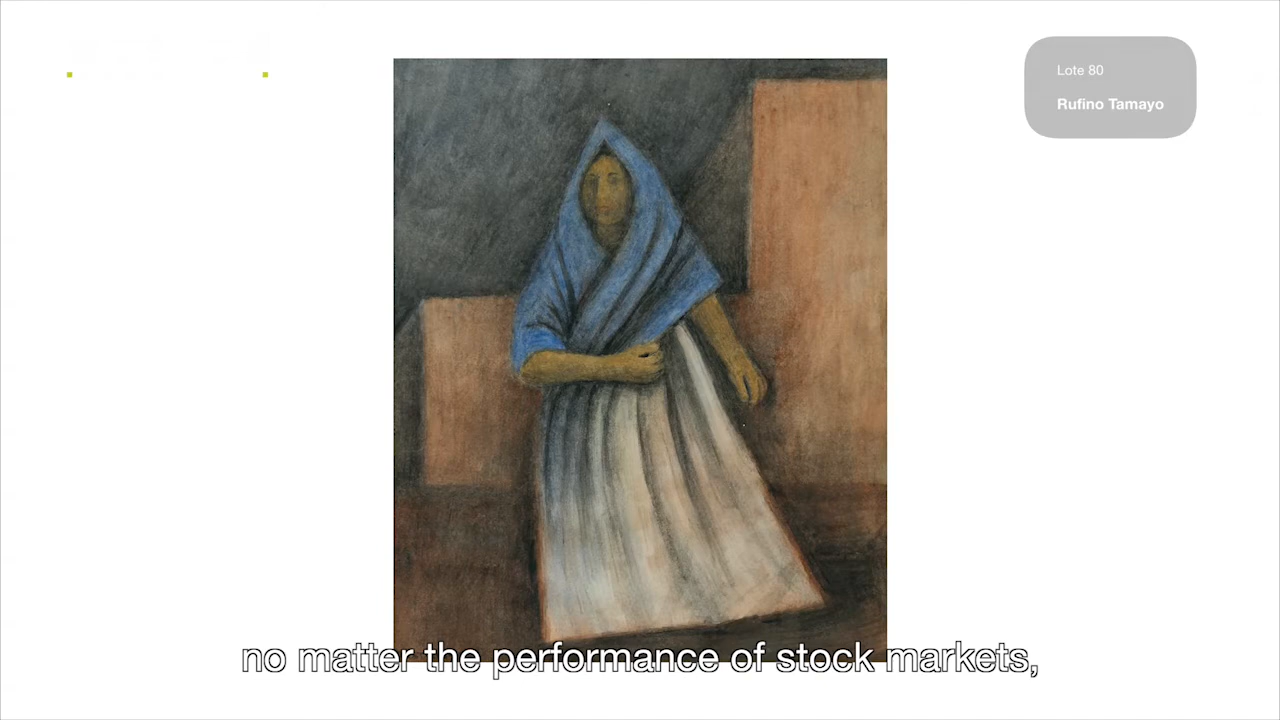 Lote 80
Rufino Tamayo
no matter the performance of stock markets,